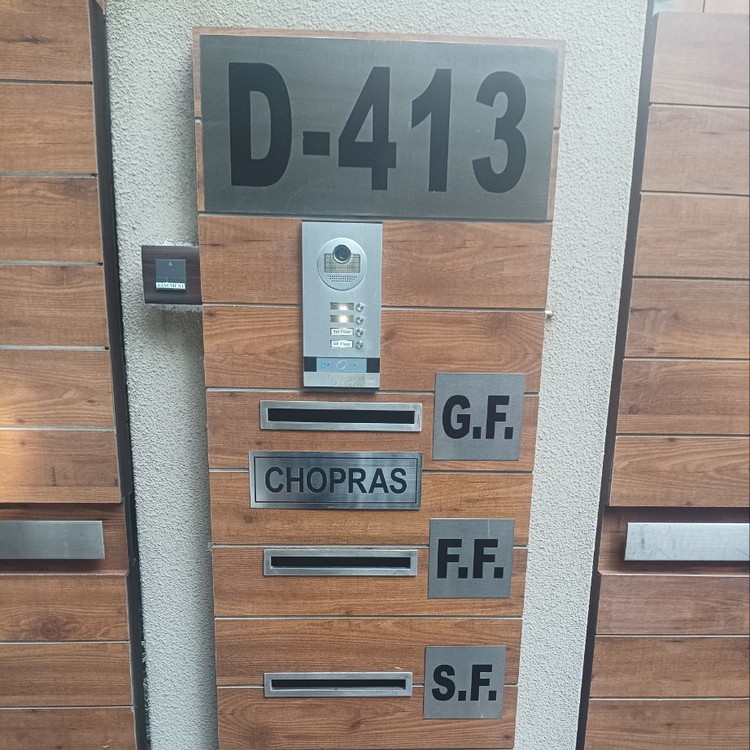 D-413
BASEMENT
1st Floor
GF Floor
G.F.
CHOPRAS
F.F.
S.F.